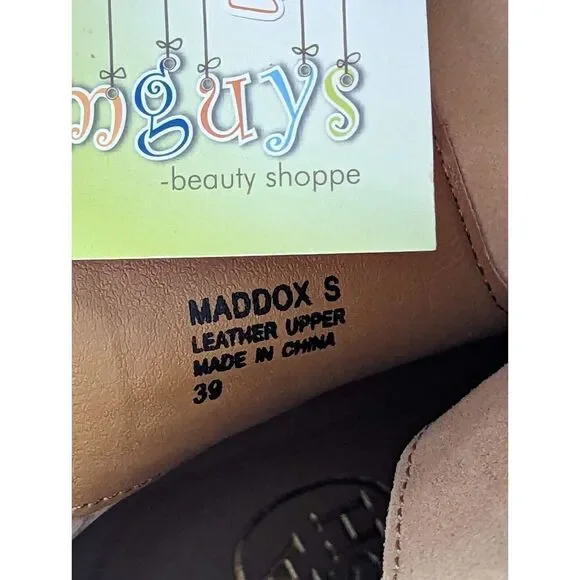 mguys
-beauty shoppe
MADDOX S
LEATHER UPPER
MADE IN CHINA
39